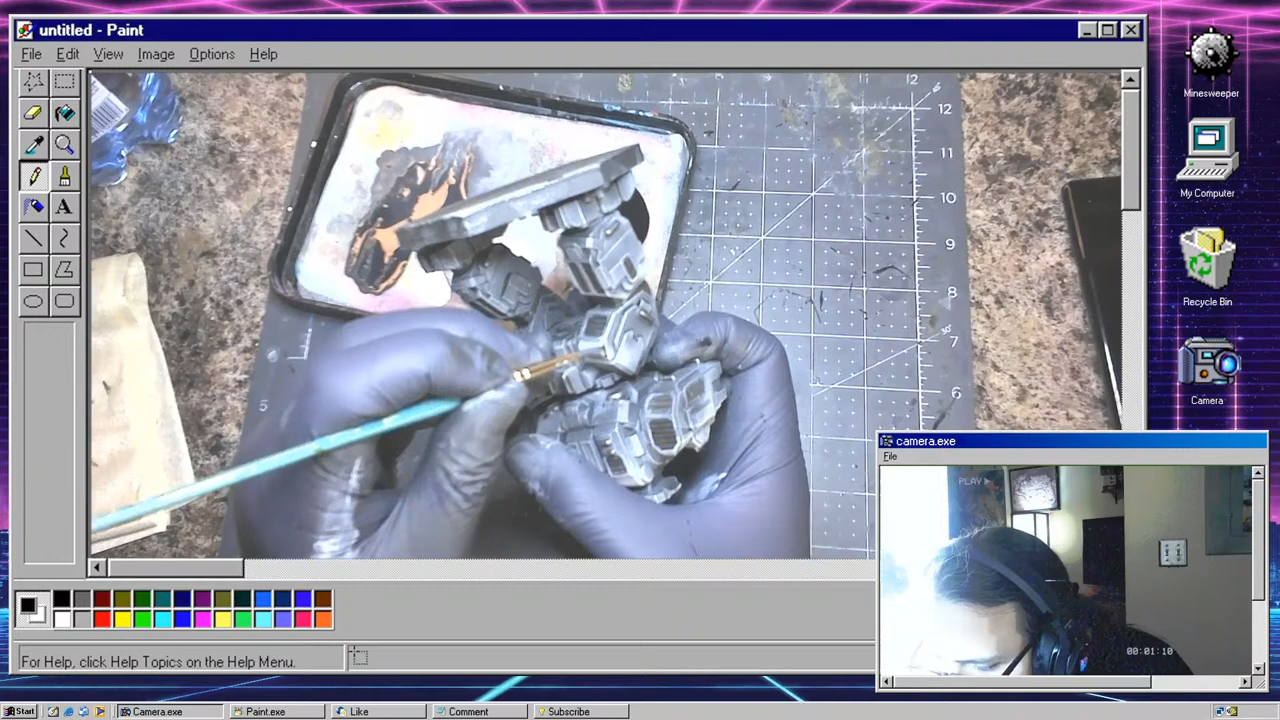 untitled - Paint
File Edit View Image Options Help
12
12
11
10
9
8
7
6
5
Minesweeper
My Computer
Recycle Bin
Camera
camera.exe
File
PLAY
00:01:10
For Help, click Help Topics on the Help Menu.
Start Camera.exe Paint.exe Like Comment Subscribe